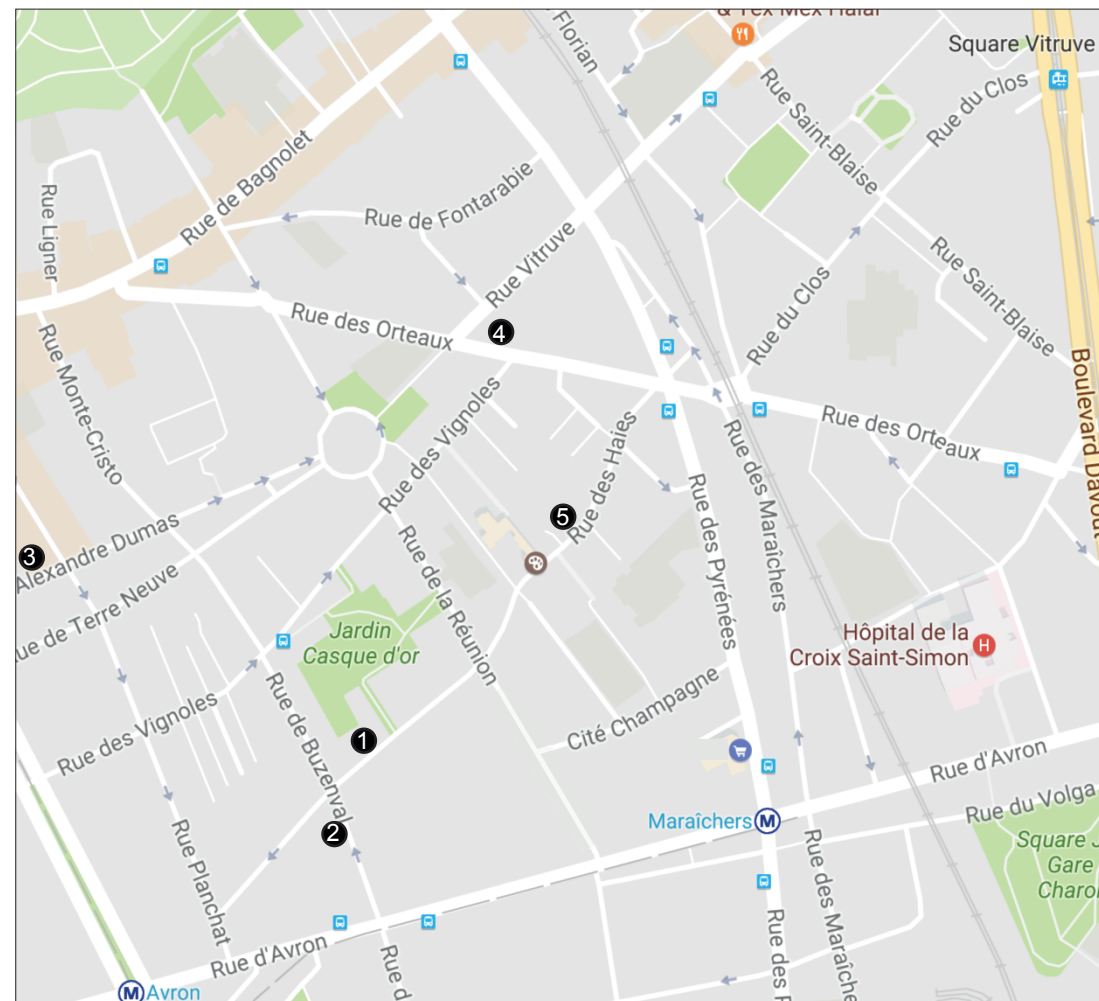 & Tex Mex Halal
Florian
Square Vitruve
Rue du Clos
Rue Saint-Blaise
Rue de Bagnolet
Rue de Fontarabie
Rue Ligner
Rue Vitruve
Rue Saint-Blaise
Rue du Clos
Rue des Orteaux
4
Rue Monte-Cristo
Boulevard Davout
Rue des Vignoles
Rue des Haies
Rue des Orteaux
Rue des Maraîchers
5
3
Alexandre Dumas
Rue de la Réunion
Rue des Pyrénées
ue de Terre Neuve
Jardin
Casque d'or
Hôpital de la
Croix Saint-Simon
H
Rue des Vignoles
Rue de Buzenval
1
Cité Champagne
Rue d'Avron
2
Maraîchers
M
Rue du Volga
Square J
Gare
Charo
Rue Planchat
Rue des Maraîche
Rue d'Avron
Rue d
Rue des P
M
Avron